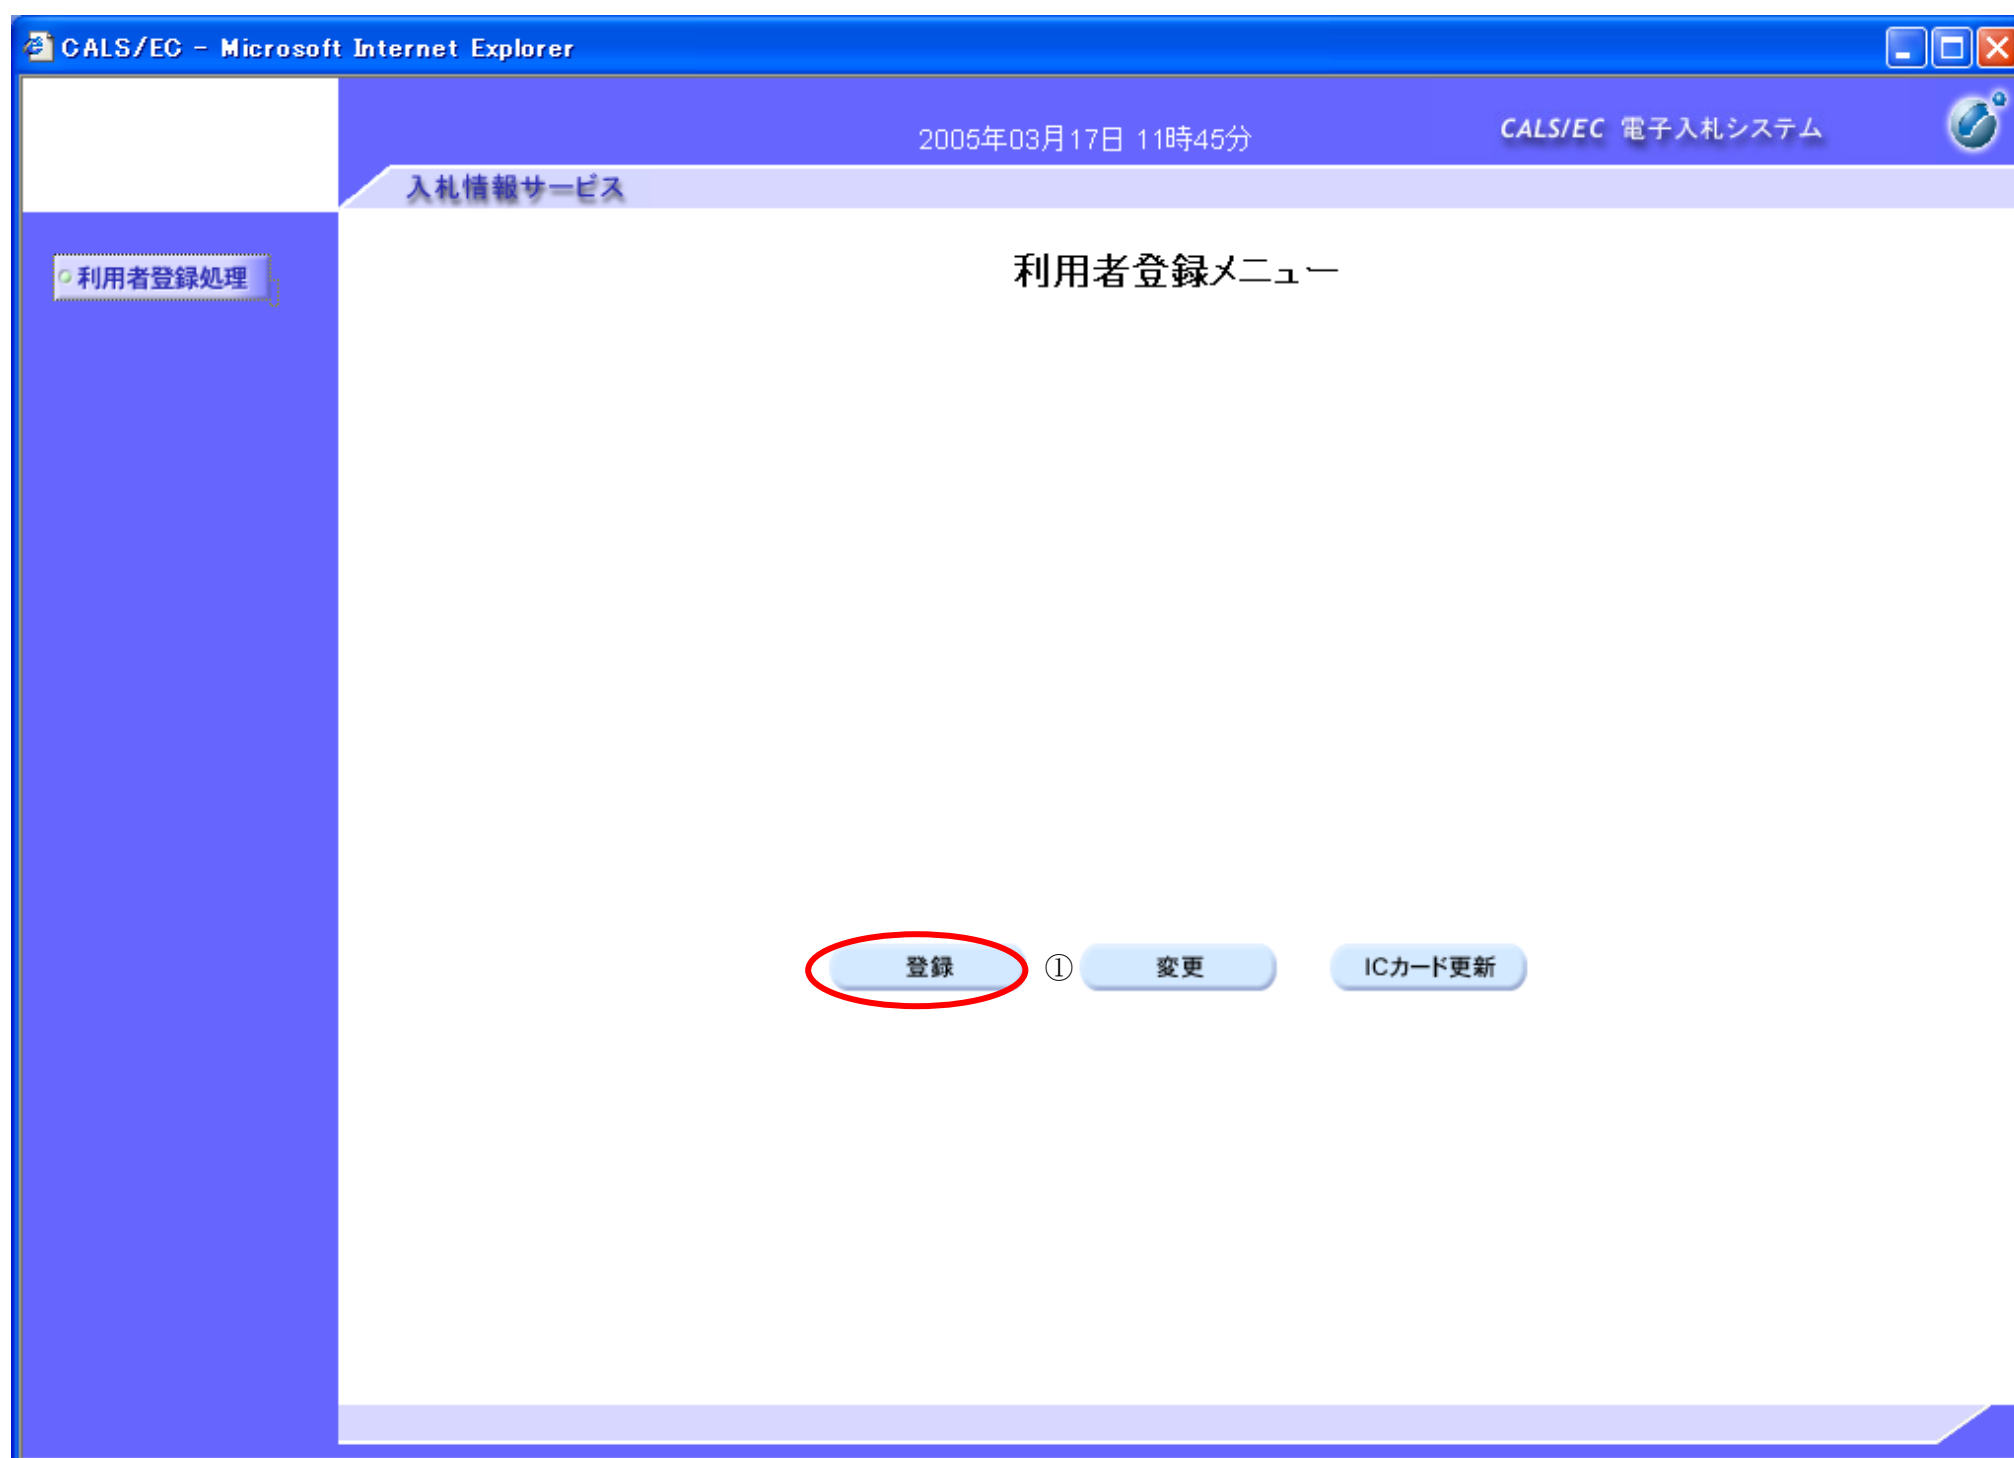 CALS/EC - Microsoft Internet Explorer
2005年03月17日 11時45分
CALS/EC 電子入札システム
入札情報サービス
利用者登録処理
利用者登録メニュー
登録 ① 変更 ICカード更新